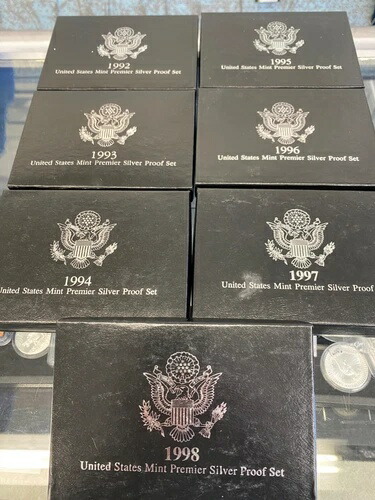 1992
United States Mint Premier Silver Proof Set
1995
United States Mint Premier Silver Proof Set
1993
United States Mint Premier Silver Proof Set
1996
United States Mint Premier Silver Proof Set
1994
United States Mint Premier Silver Proof Set
1997
United States Mint Premier Silver Proof Set
1998
United States Mint Premier Silver Proof Set